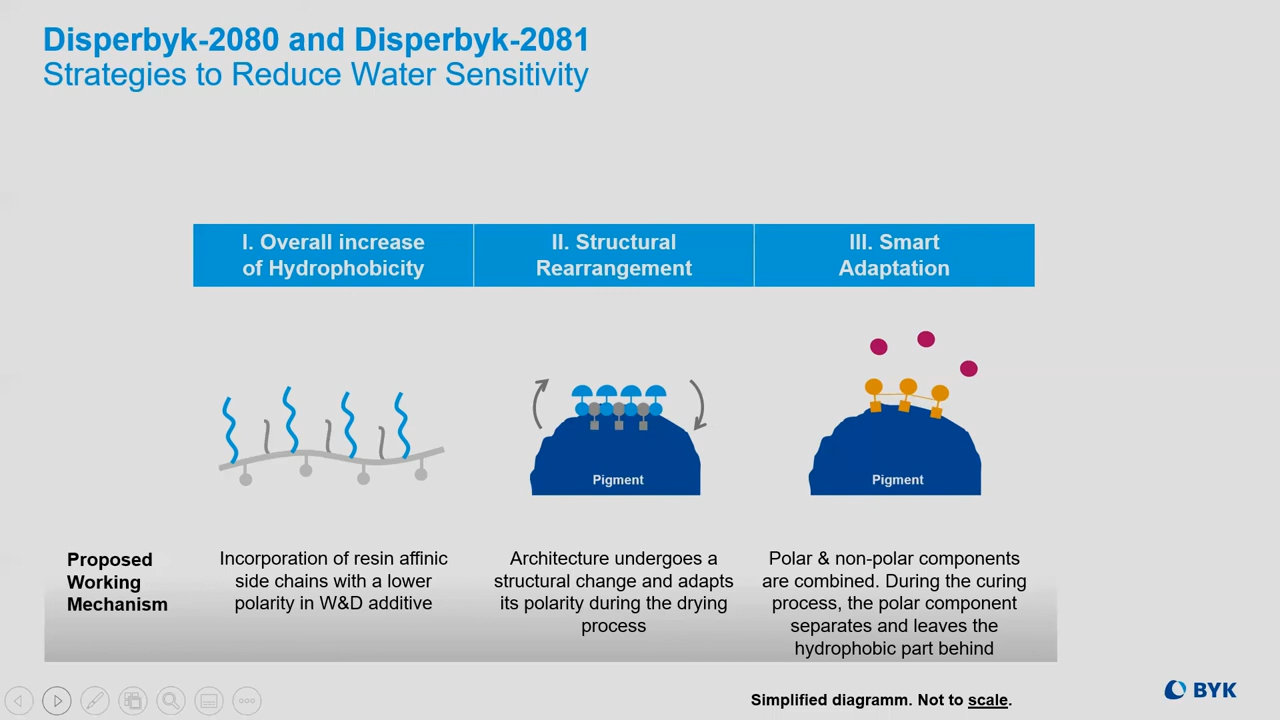 Disperbyk-2080 and Disperbyk-2081
Strategies to Reduce Water Sensitivity
I. Overall increase
of Hydrophobicity
II. Structural
Rearrangement
III. Smart
Adaptation
Pigment
Pigment
Proposed
Working
Mechanism
Incorporation of resin affinic
side chains with a lower
polarity in W&D additive
Architecture undergoes a
structural change and adapts
its polarity during the drying
process
Polar & non-polar components
are combined. During the curing
process, the polar component
separates and leaves the
hydrophobic part behind
Simplified diagramm. Not to scale.
BYK